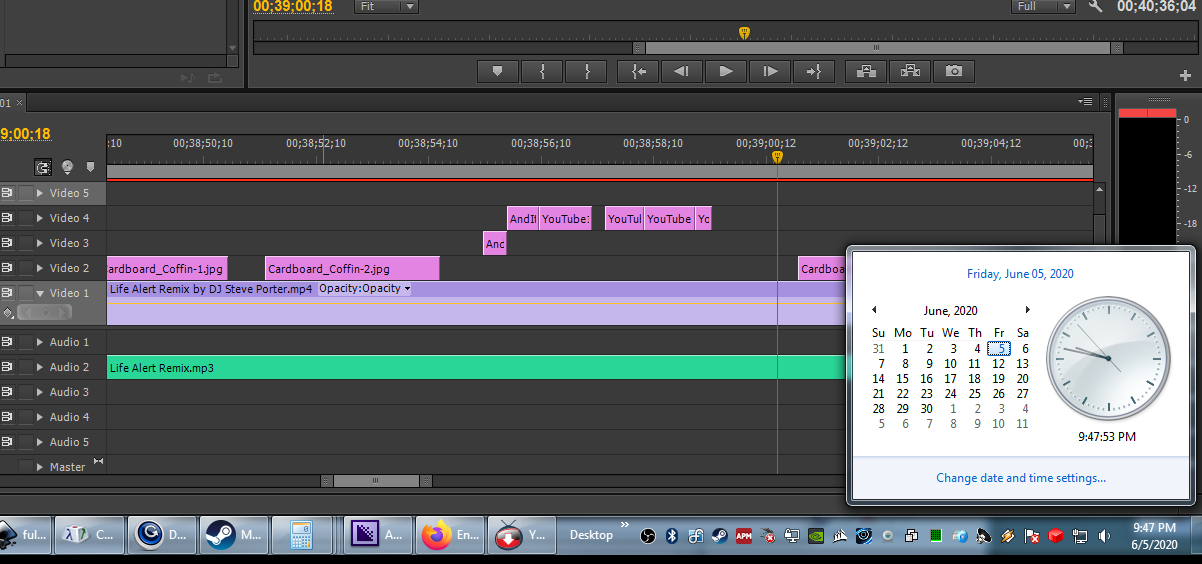 00;39;00;18 Fit Full 00;40;36;04
01 ×
9;00;18
;10 00;38;50;10 00;38;52;10 00;38;54;10 00;38;56;10 00;38;58;10 00;39;00;12 00;39;02;12 00;39;04;12 00;3
0
-6
-12
-18
Video 5
Video 4 AndIt YouTube1 YouTul YouTube Yo
Video 3 And
Video 2 Cardboard_Coffin-1.jpg Cardboard_Coffin-2.jpg Cardboa
Video 1 Life Alert Remix by DJ Steve Porter.mp4 Opacity:Opacity
Audio 1
Audio 2 Life Alert Remix.mp3
Audio 3
Audio 4
Audio 5
Master
Friday, June 05, 2020
June, 2020
Su Mo Tu We Th Fr Sa
31 1 2 3 4 5 6
7 8 9 10 11 12 13
14 15 16 17 18 19 20
21 22 23 24 25 26 27
28 29 30 1 2 3 4
5 6 7 8 9 10 11
9:47:53 PM
Change date and time settings...
ful... C... D... M... A... En... Y... Desktop » APM 9:47 PM
6/5/2020